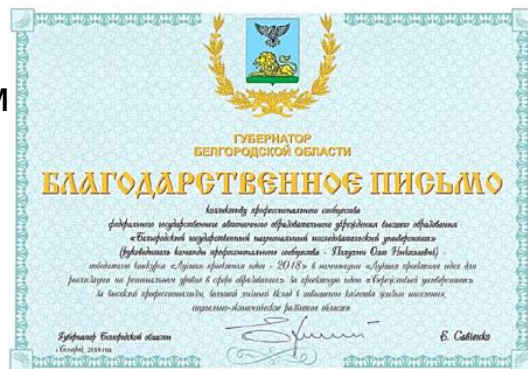 М
ГУБЕРНАТОР
БЕЛГОРОДСКОЙ ОБЛАСТИ
БЛАГОДАРСТВЕННОЕ ПИСЬМО
коллективу профессионального сообщества
федерального государственного автономного образовательного учреждения высшего образования
«Белгородский государственный национальный исследовательский университет»
(руководитель команды профессионального сообщества - Полухин Олег Николаевич) -
победителю конкурса «Лучшая проектная идея - 2018» в номинации «Лучшая проектная идея для
реализации на региональном уровне в сфере образования» за проектную идею «Бережливый университет»
за высокий профессионализм, большой личный вклад в повышение качества жизни населения,
социально-экономическое развитие области
Губернатор Белгородской области
г. Белгород, 2018 год
Е. Савченко